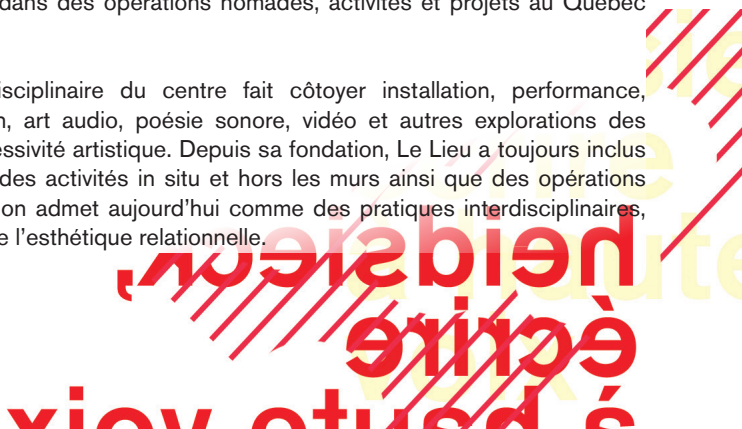 dans des opérations nomades, activités et projets au Québec
isciplinaire du centre fait côtoyer installation, performance,
n, art audio, poésie sonore, vidéo et autres explorations des
essivité artistique. Depuis sa fondation, Le Lieu a toujours inclus
des activités in situ et hors les murs ainsi que des opérations
on admet aujourd'hui comme des pratiques interdisciplinaires,
e l'esthétique relationnelle.
heidsieck,
écrire
à haute voix
à haute
voix